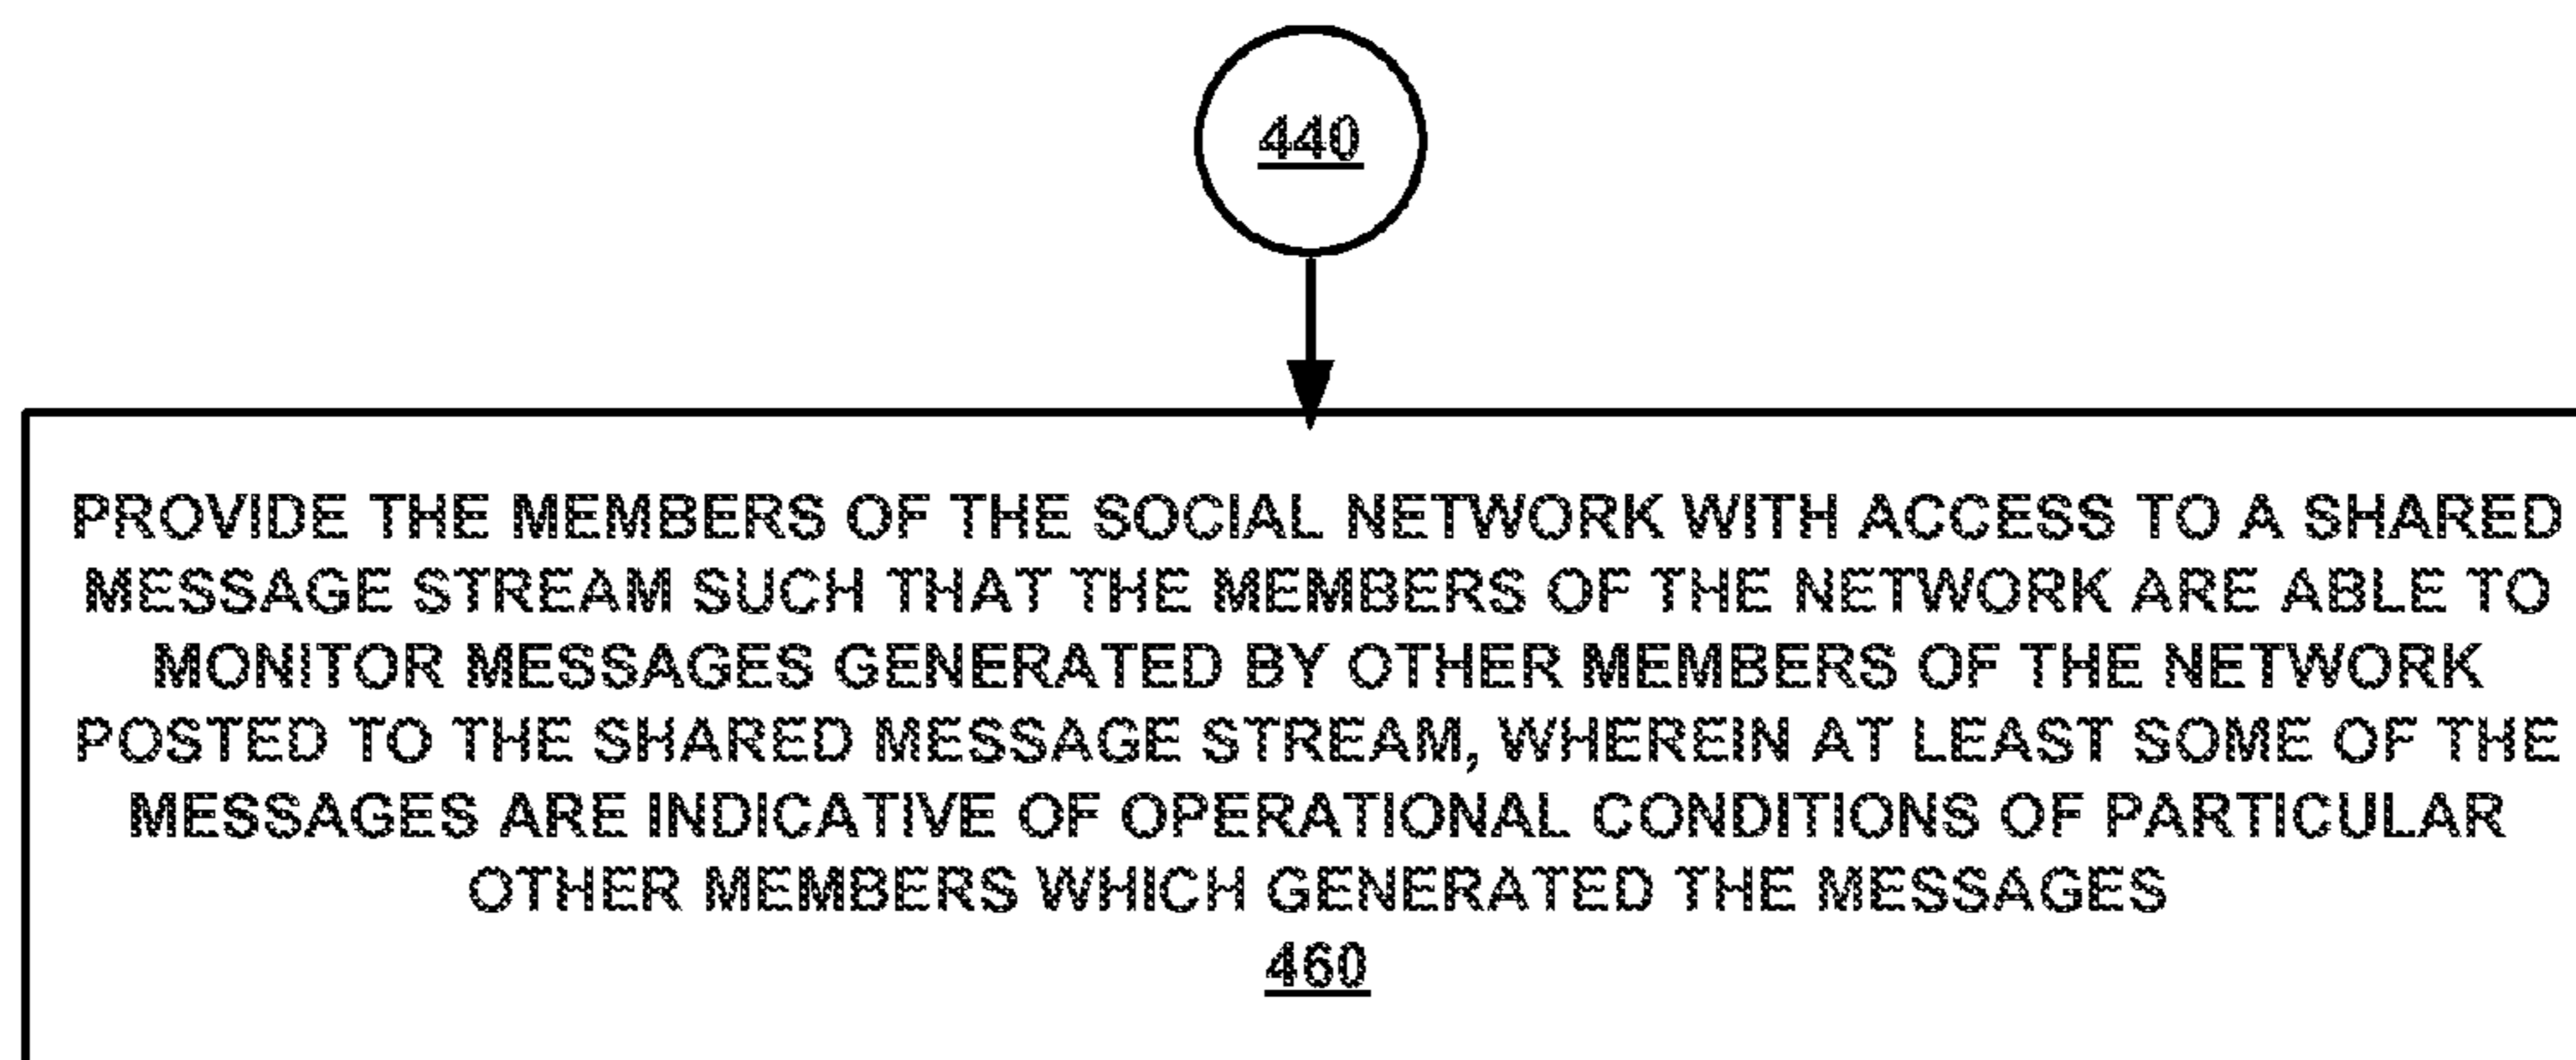 440
PROVIDE THE MEMBERS OF THE SOCIAL NETWORK WITH ACCESS TO A SHARED
MESSAGE STREAM SUCH THAT THE MEMBERS OF THE NETWORK ARE ABLE TO
MONITOR MESSAGES GENERATED BY OTHER MEMBERS OF THE NETWORK
POSTED TO THE SHARED MESSAGE STREAM, WHEREIN AT LEAST SOME OF THE
MESSAGES ARE INDICATIVE OF OPERATIONAL CONDITIONS OF PARTICULAR
OTHER MEMBERS WHICH GENERATED THE MESSAGES
460